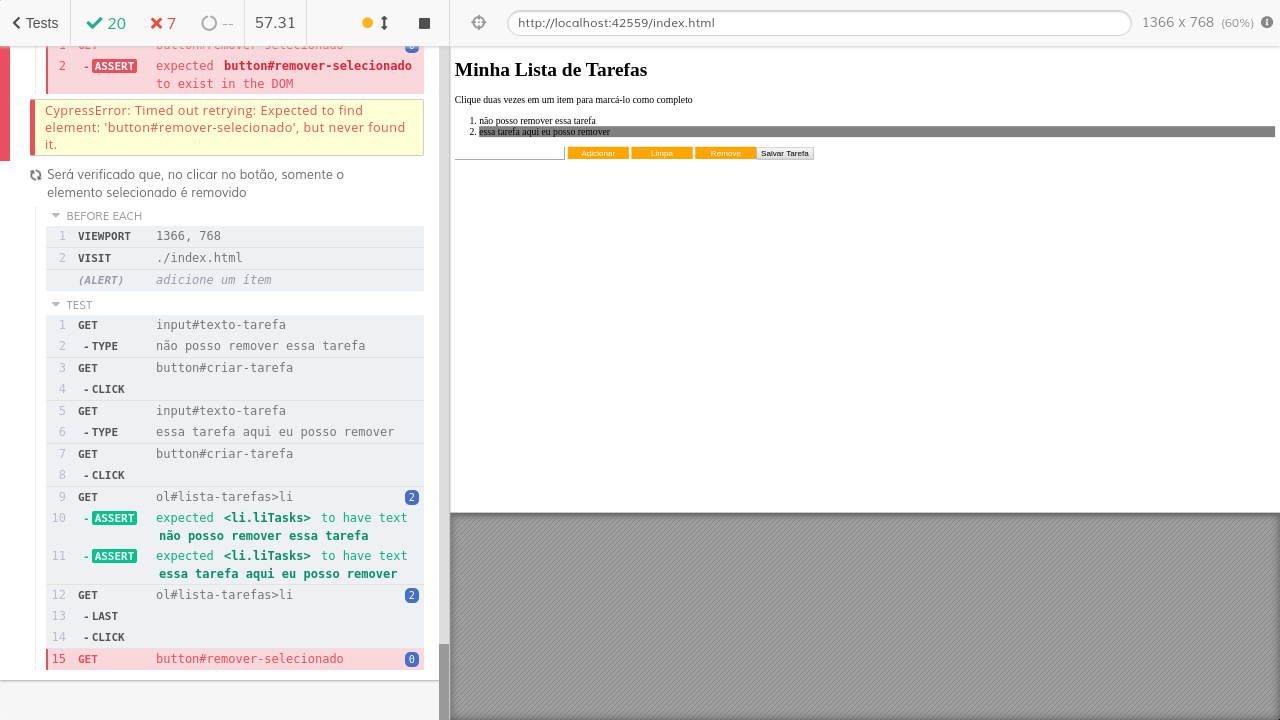 Tests
20
7
--
57.31
http://localhost:42559/index.html
1366 x 768 (60%)
1 GET button#remover-selecionado 0
2 - ASSERT expected button#remover-selecionado
to exist in the DOM
CypressError: Timed out retrying: Expected to find
element: 'button#remover-selecionado', but never found
it.
Será verificado que, no clicar no botão, somente o
elemento selecionado é removido
BEFORE EACH
1 VIEWPORT 1366, 768
2 VISIT ./index.html
(ALERT) adicione um ítem
TEST
1 GET input#texto-tarefa
2 - TYPE não posso remover essa tarefa
3 GET button#criar-tarefa
4 - CLICK
5 GET input#texto-tarefa
6 - TYPE essa tarefa aqui eu posso remover
7 GET button#criar-tarefa
8 - CLICK
9 GET ol#lista-tarefas>li 2
10 - ASSERT expected <li.liTasks> to have text
não posso remover essa tarefa
11 - ASSERT expected <li.liTasks> to have text
essa tarefa aqui eu posso remover
12 GET ol#lista-tarefas>li 2
13 - LAST
14 - CLICK
15 GET button#remover-selecionado 0
Minha Lista de Tarefas
Clique duas vezes em um item para marcá-lo como completo
1. não posso remover essa tarefa
2. essa tarefa aqui eu posso remover
Adicionar Limpa Remove Salvar Tarefa